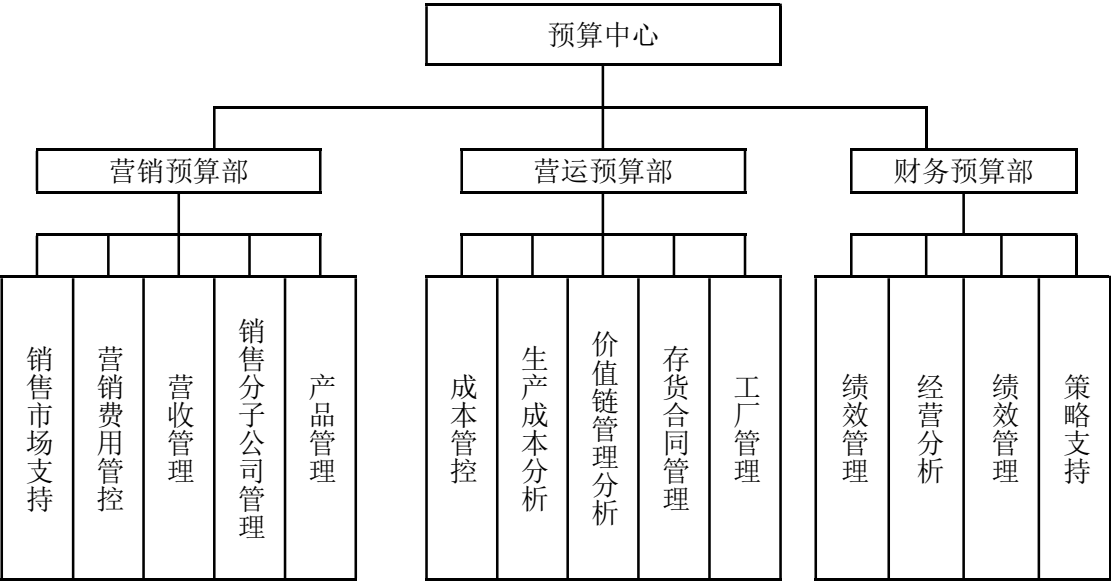 预算中心
营销预算部
营运预算部
财务预算部
销售市场支持
营销费用管控
营收管理
销售分子公司管理
产品管理
成本管控
生产成本分析
价值链管理分析
存货合同管理
工厂管理
绩效管理
经营分析
绩效管理
策略支持